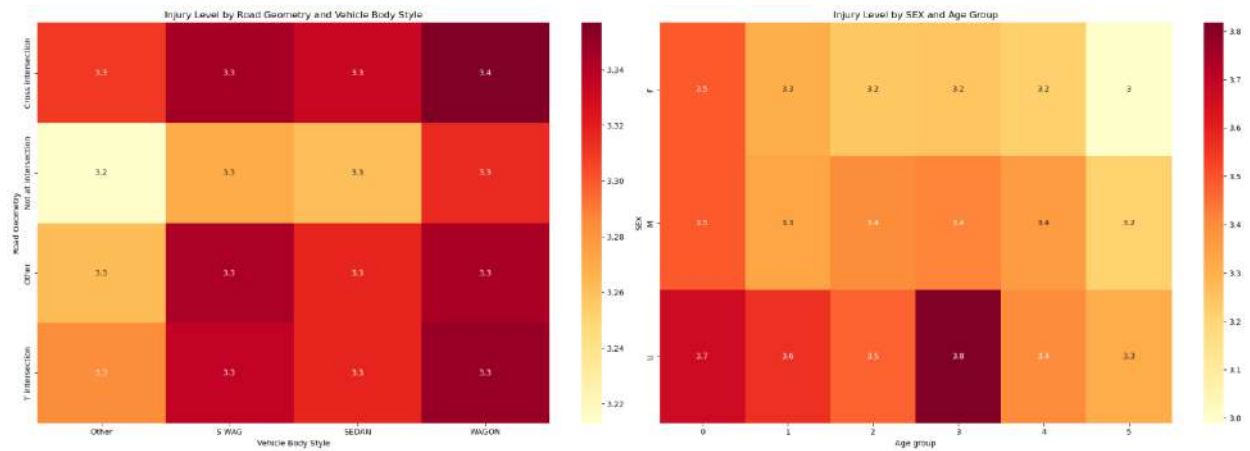 Injury Level by Road Geometry and Vehicle Body Style
Road Geometry
Cross intersection
3.3 3.3 3.3 3.4
Not at intersection
3.2 3.3 3.3 3.3
Other
3.3 3.3 3.3 3.3
T intersection
3.3 3.3 3.3 3.3
Other S WAG SEDAN WAGON
Vehicle Body Style
3.34
3.32
3.30
3.28
3.26
3.24
3.22
Injury Level by SEX and Age Group
SEX
F
3.5 3.3 3.2 3.2 3.2 3
M
3.5 3.3 3.4 3.4 3.4 3.2
U
3.7 3.6 3.5 3.8 3.4 3.3
0 1 2 3 4 5
Age group
3.8
3.7
3.6
3.5
3.4
3.3
3.2
3.1
3.0